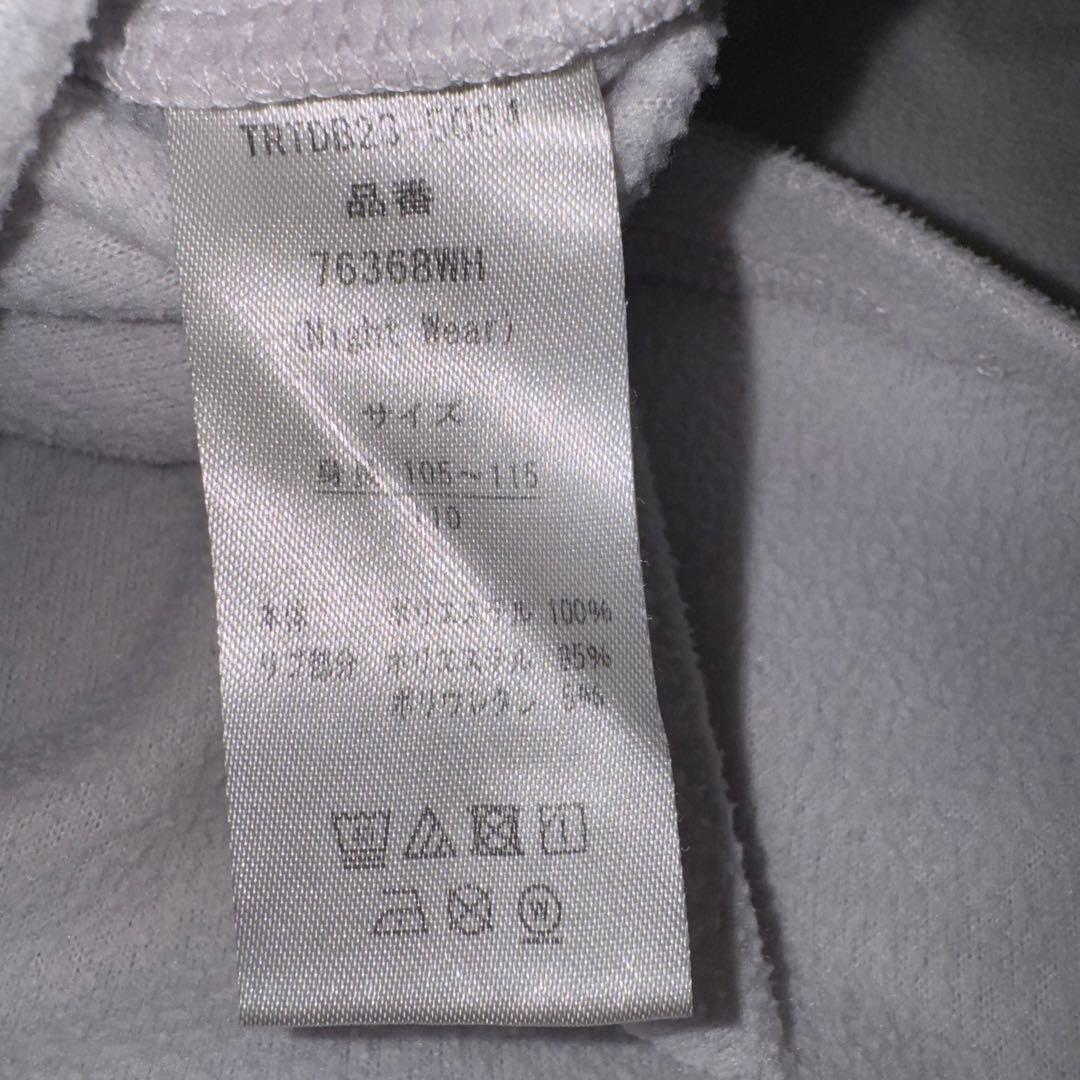 品番
76368WH
(Night Wear)
サイズ
身長 105～115
110
本体 ポリエステル 100%
リブ部分 ポリエステル 95%
ポリウレタン 5%
W